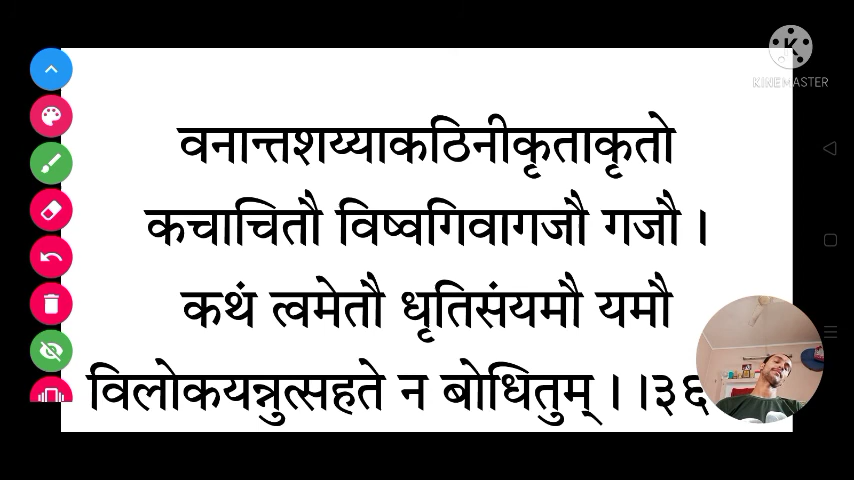 KINEMASTER
वनान्तशय्याकठिनीकृताकृतो
कचाचितौ विष्वगिवागजौ गजौ ।
कथं त्वमेतौ धृतिसंयमौ यमौ
विलोकयन्नुत्सहते न बोधितुम् ।।३६